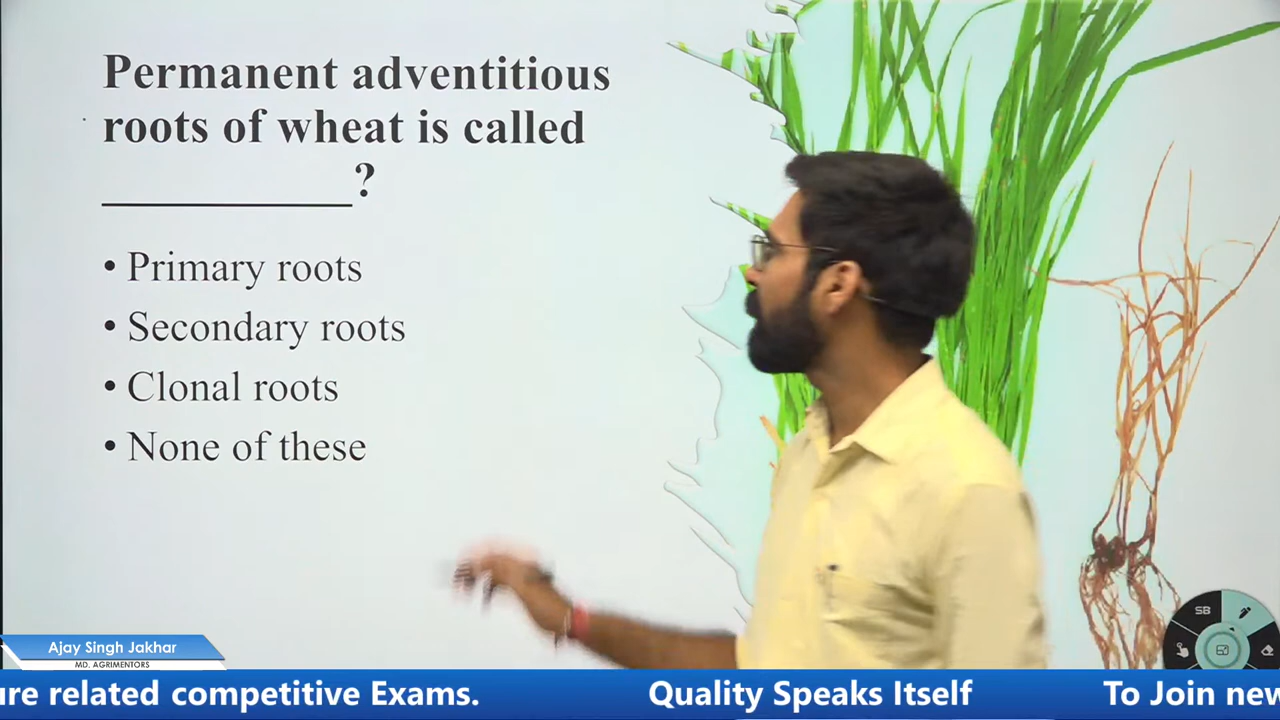 Permanent adventitious
roots of wheat is called
____________?
• Primary roots
• Secondary roots
• Clonal roots
• None of these
SB
Ajay Singh Jakhar
MD. AGRIMENTORS
ure related competitive Exams. Quality Speaks Itself To Join new